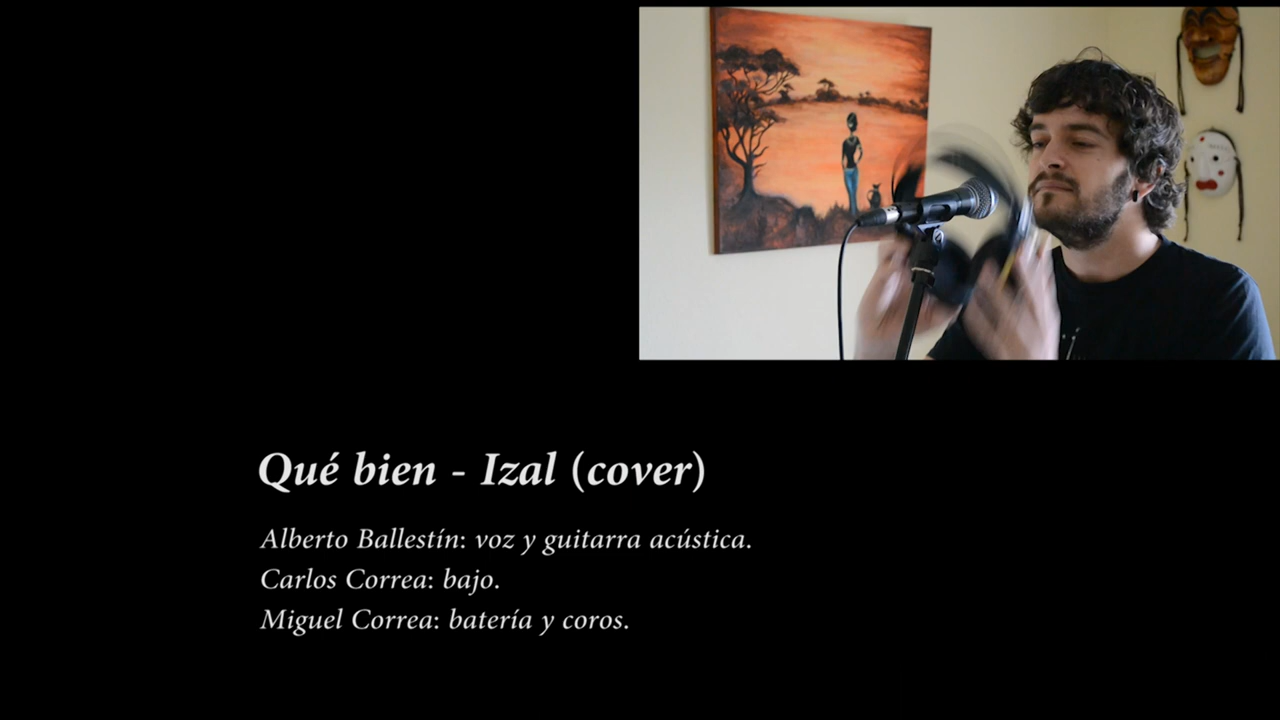 Qué bien - Izal (cover)
Alberto Ballestín: voz y guitarra acústica.
Carlos Correa: bajo.
Miguel Correa: batería y coros.